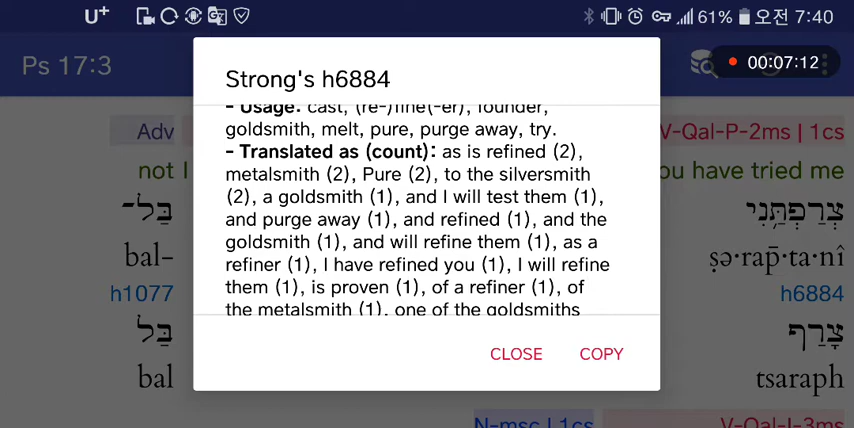 U+ 61% 오전 7:40
Ps 17:3
00:07:12
Strong's h6884
- Usage: cast, (re-)fine(-er), founder,
goldsmith, melt, pure, purge away, try.
- Translated as (count): as is refined (2),
metalsmith (2), Pure (2), to the silversmith
(2), a goldsmith (1), and I will test them (1),
and purge away (1), and refined (1), and the
goldsmith (1), and will refine them (1), as a
refiner (1), I have refined you (1), I will refine
them (1), is proven (1), of a refiner (1), of
the metalsmith (1), one of the goldsmiths
CLOSE COPY
Adv
not I
בַּל־
bal-
h1077
בַּל
bal
V-Qal-P-2ms | 1cs
ou have tried me
צְרַפְתַּ֥נִי
ṣə·rap̄·ta·nî
h6884
צָרַף
tsaraph
N-msc | 1cs
V-Qal-I-3ms